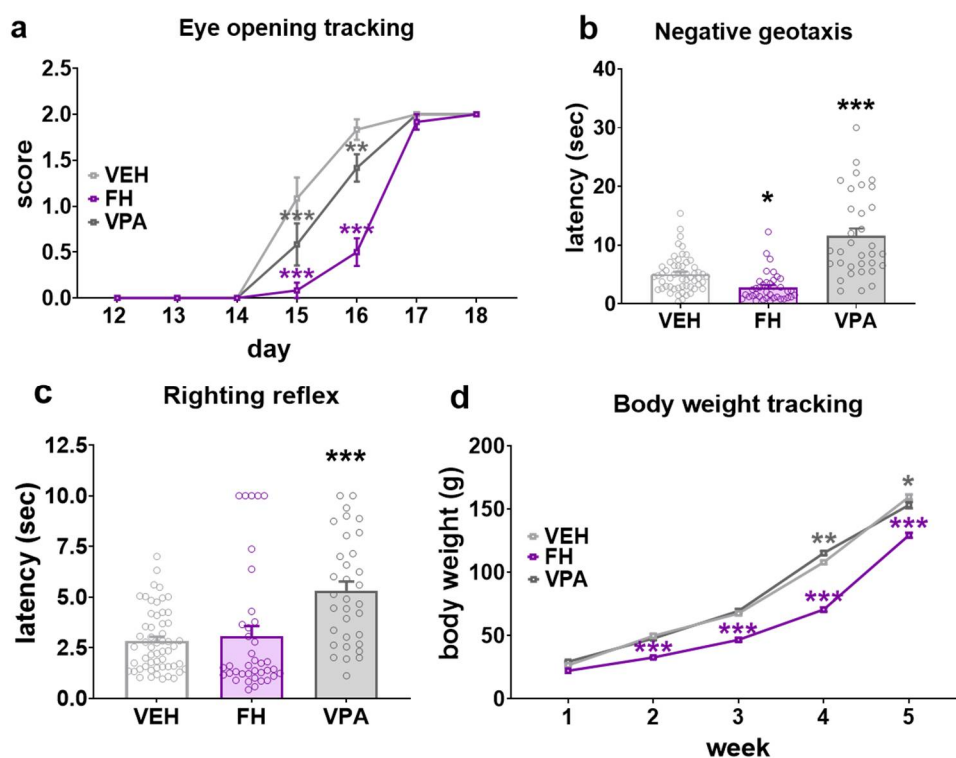 a
Eye opening tracking
2.5
2.0
1.5
1.0
0.5
0.0
score
VEH
FH
VPA
***
***
**
***
12 13 14 15 16 17 18
day
b
Negative geotaxis
40
30
20
10
0
latency (sec)
*
***
VEH FH VPA
c
Righting reflex
12.5
10.0
7.5
5.0
2.5
0.0
latency (sec)
***
VEH FH VPA
d
Body weight tracking
200
150
100
50
0
body weight (g)
VEH
FH
VPA
***
***
**
***
*
***
1 2 3 4 5
week